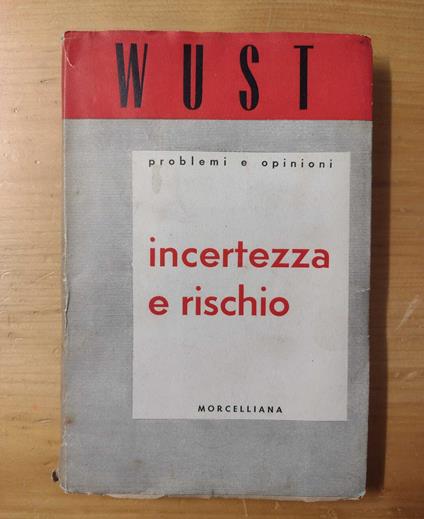 WUST
problemi e opinioni
incertezza
e rischio
MORCELLIANA